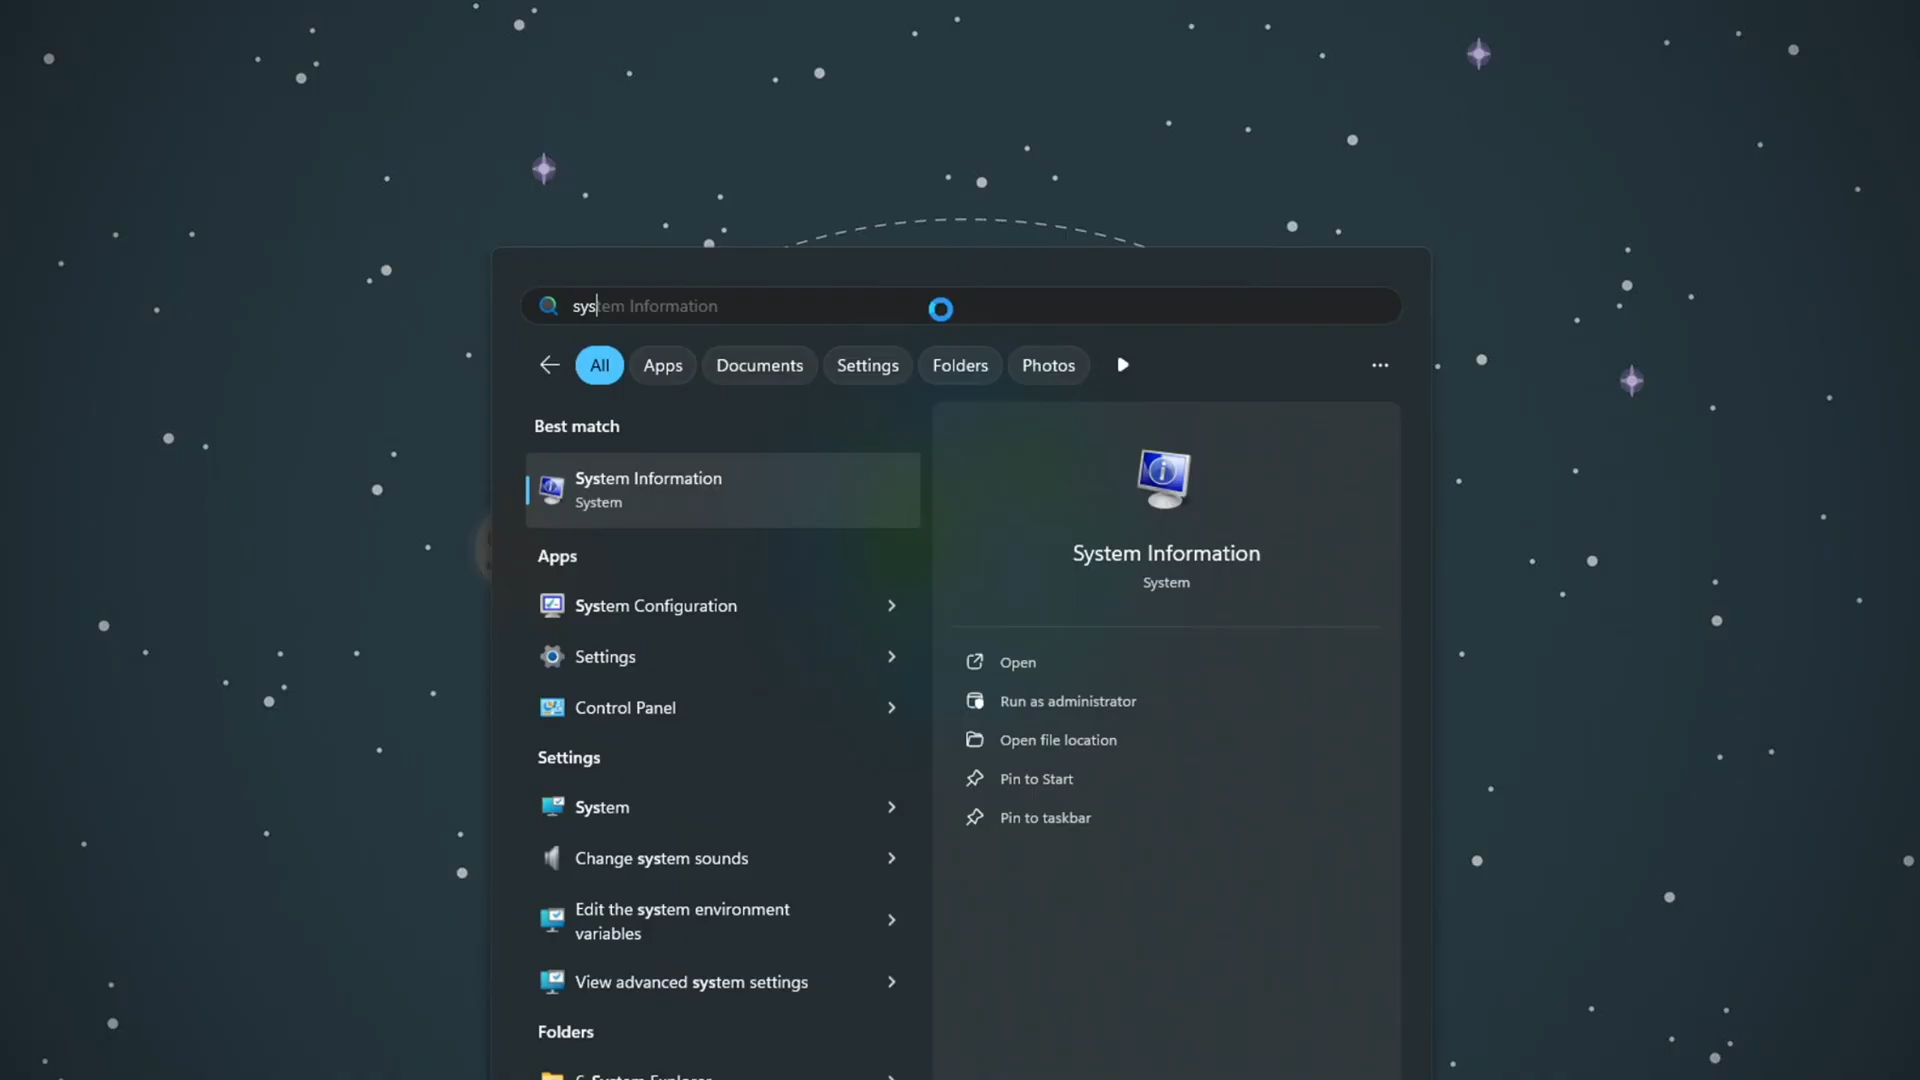 system Information
All Apps Documents Settings Folders Photos
Best match
System Information
System
Apps
System Configuration
Settings
Control Panel
Settings
System
Change system sounds
Edit the system environment
variables
View advanced system settings
Folders
System Information
System
Open
Run as administrator
Open file location
Pin to Start
Pin to taskbar